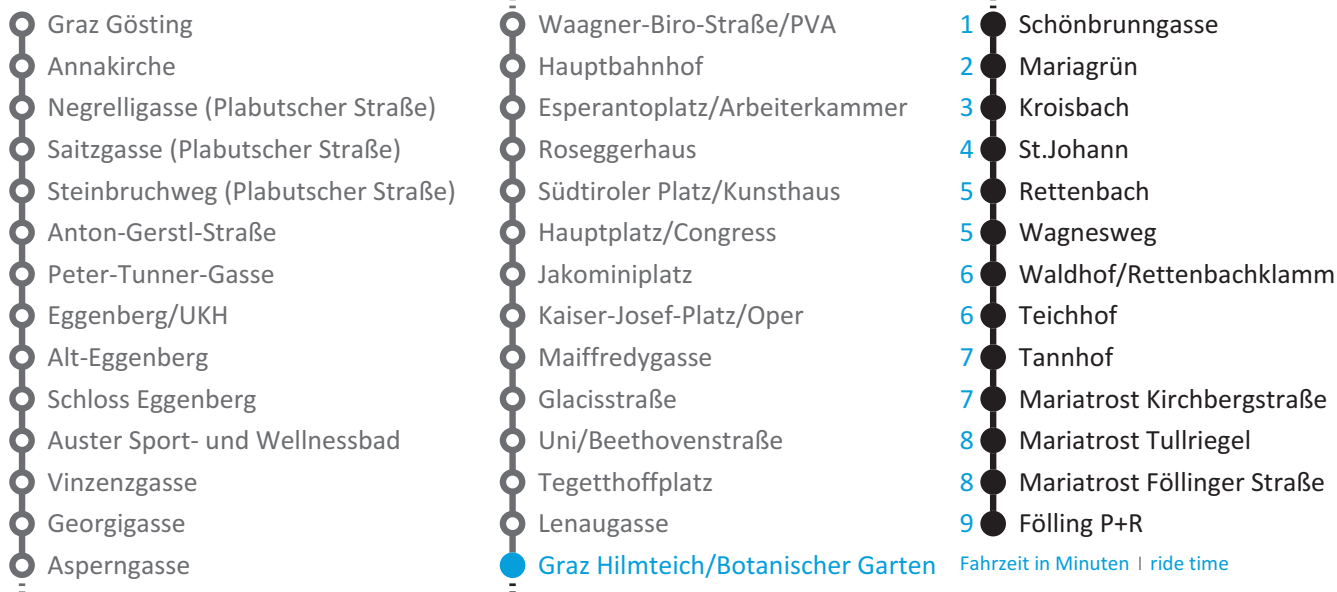 Graz Gösting
Annakirche
Negrelligasse (Plabutscher Straße)
Saitzgasse (Plabutscher Straße)
Steinbruchweg (Plabutscher Straße)
Anton-Gerstl-Straße
Peter-Tunner-Gasse
Eggenberg/UKH
Alt-Eggenberg
Schloss Eggenberg
Auster Sport- und Wellnessbad
Vinzenzgasse
Georgigasse
Asperngasse
Waagner-Biro-Straße/PVA
Hauptbahnhof
Esperantoplatz/Arbeiterkammer
Roseggerhaus
Südtiroler Platz/Kunsthaus
Hauptplatz/Congress
Jakominiplatz
Kaiser-Josef-Platz/Oper
Maiffredygasse
Glacisstraße
Uni/Beethovenstraße
Tegetthoffplatz
Lenaugasse
Graz Hilmteich/Botanischer Garten
1 Schönbrunngasse
2 Mariagrün
3 Kroisbach
4 St.Johann
5 Rettenbach
5 Wagnesweg
6 Waldhof/Rettenbachklamm
6 Teichhof
7 Tannhof
7 Mariatrost Kirchbergstraße
8 Mariatrost Tullriegel
8 Mariatrost Föllinger Straße
9 Fölling P+R
Fahrzeit in Minuten | ride time